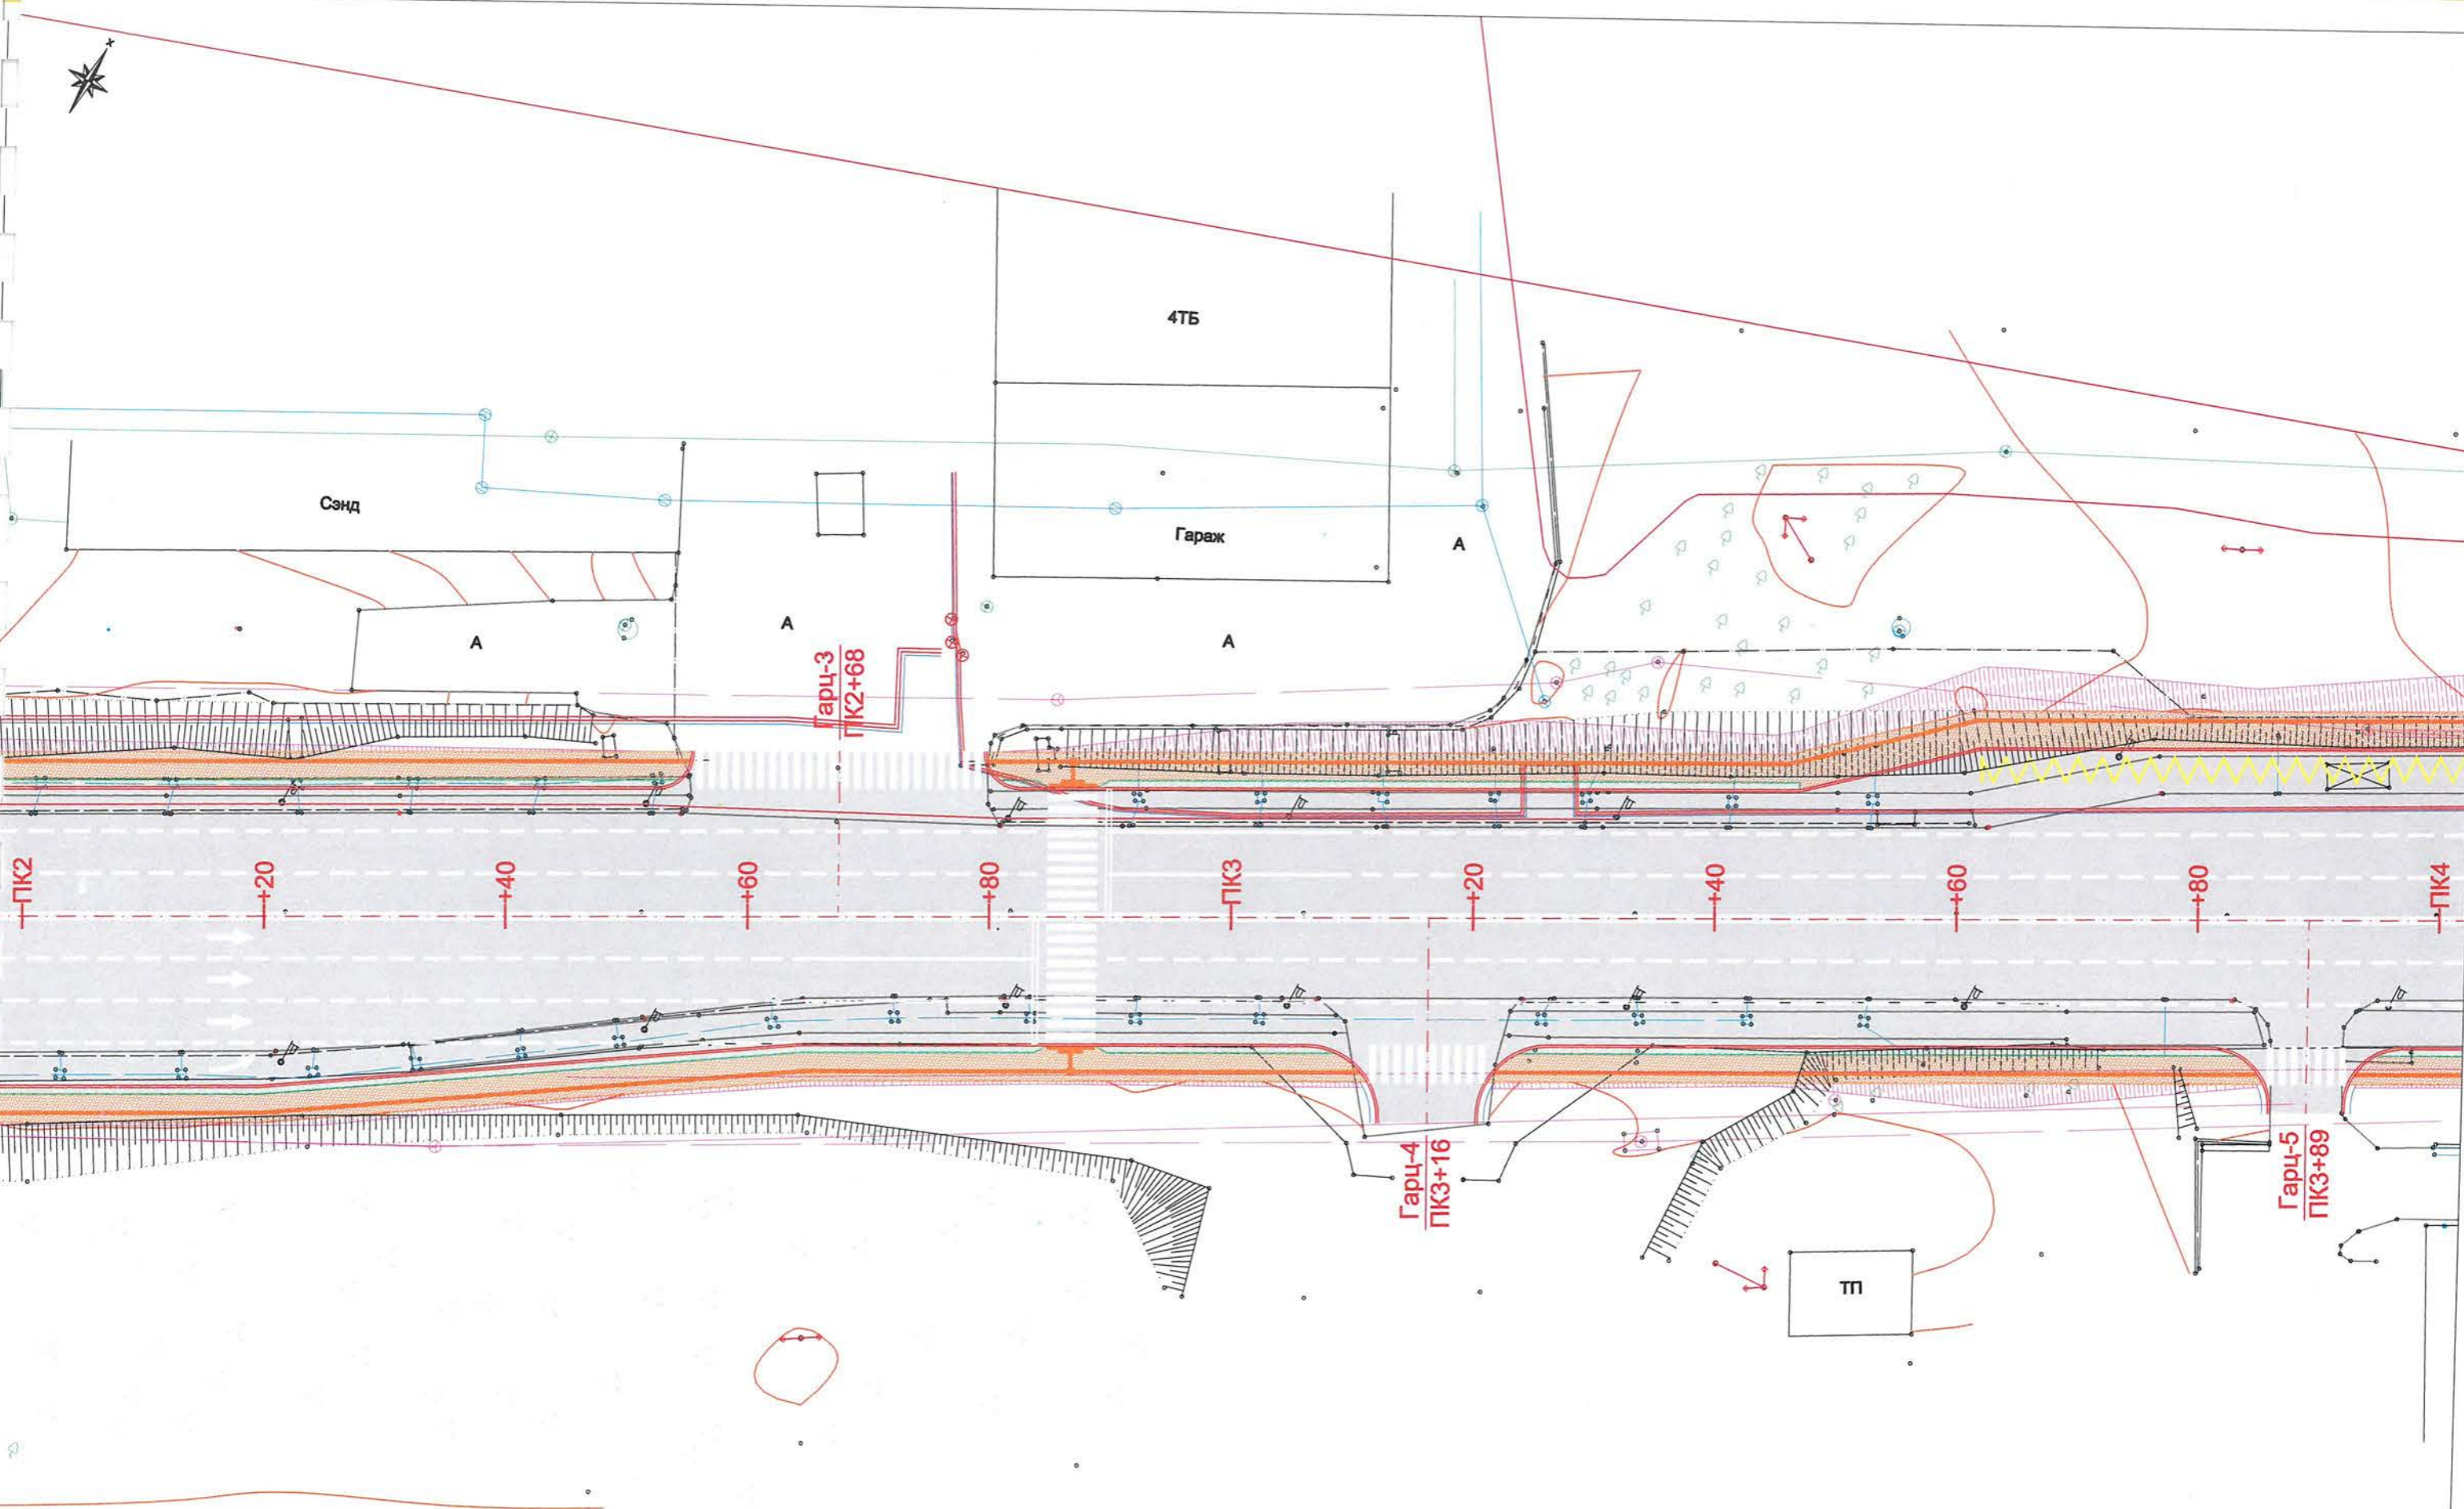 4ТБ
Сэнд
Гараж
А
А
А
А
Гарц-3
ПК2+68
ПК2
+20
+40
+60
+80
ПК3
+20
+40
+60
+80
ПК4
Гарц-4
ПК3+16
Гарц-5
ПК3+89
ТП